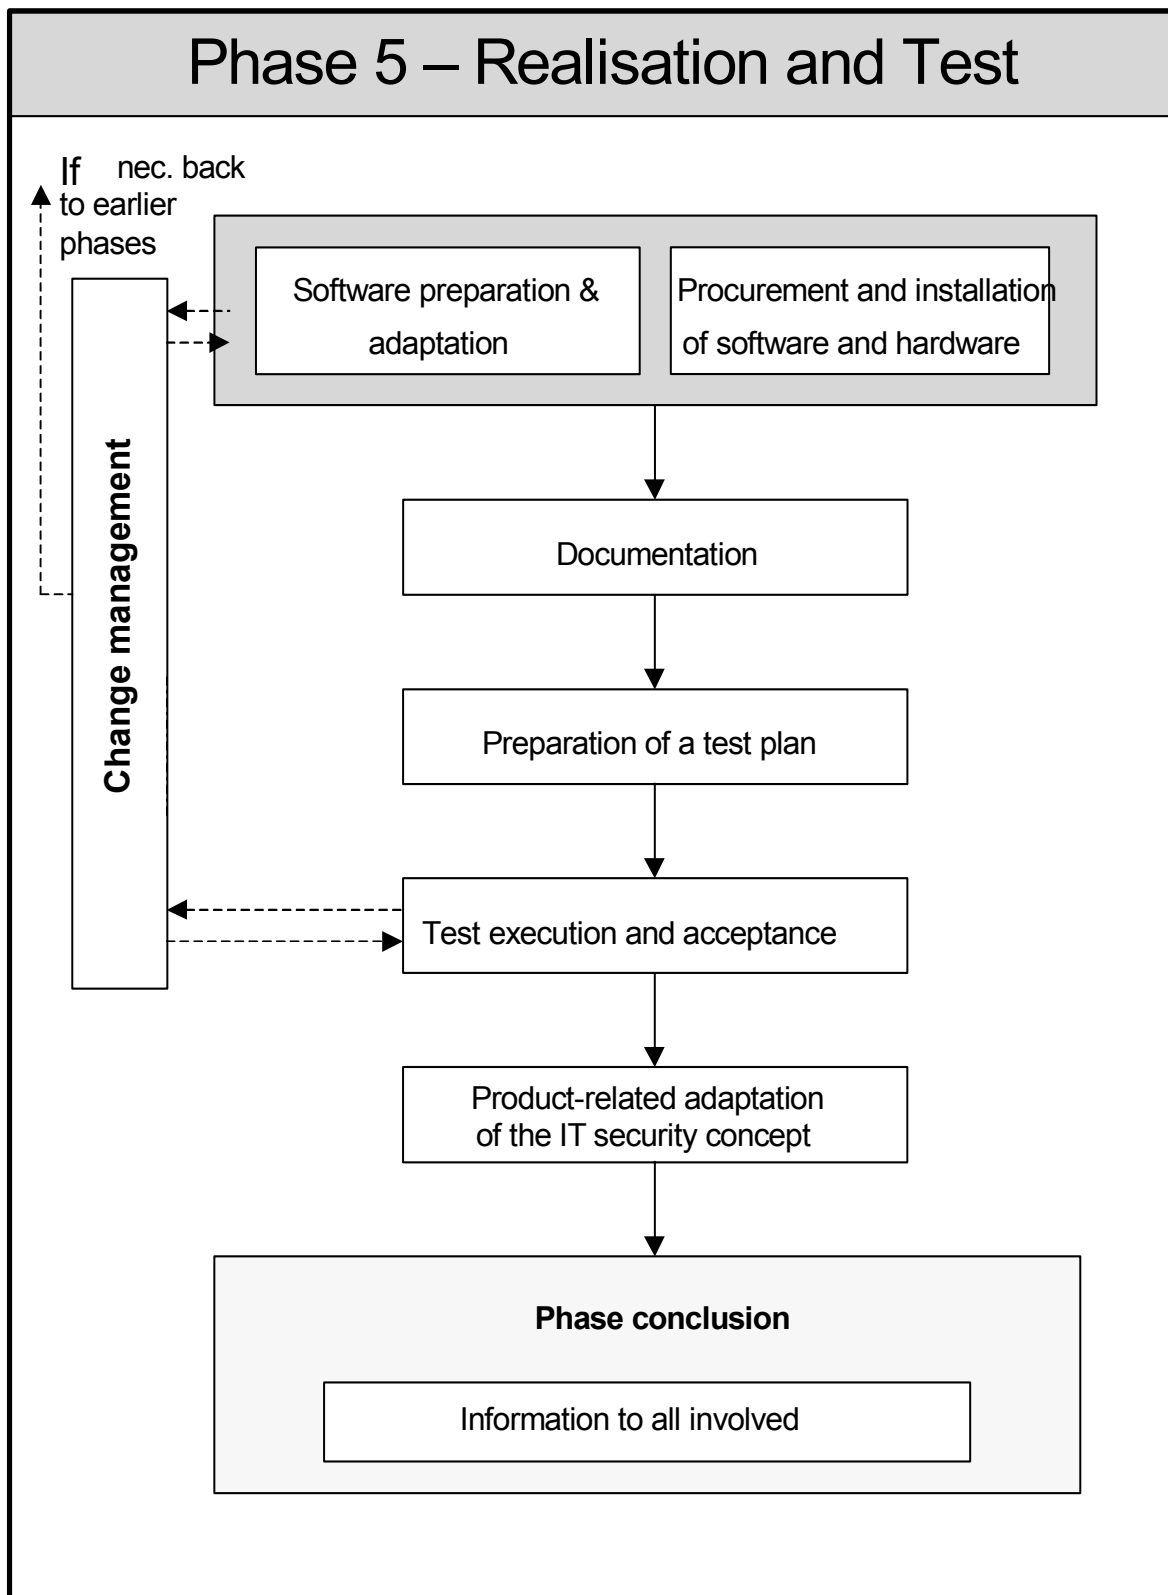 Phase 5 – Realisation and Test
If nec. back
to earlier
phases
Software preparation &
adaptation
Procurement and installation
of software and hardware
Change management
Documentation
Preparation of a test plan
Test execution and acceptance
Product-related adaptation
of the IT security concept
Phase conclusion
Information to all involved